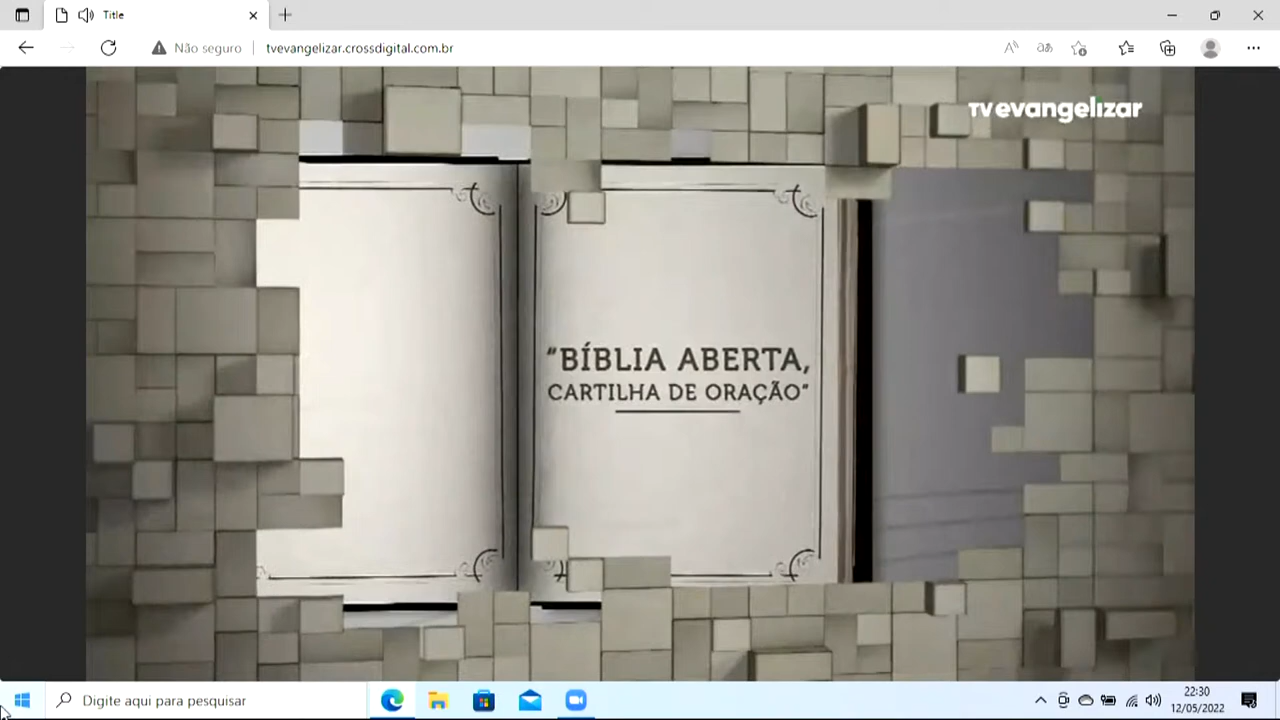 Title
Não seguro
tvevangelizar.crossdigital.com.br
tvevangelizar
"BÍBLIA ABERTA,
CARTILHA DE ORAÇÃO"
Digite aqui para pesquisar
22:30
12/05/2022